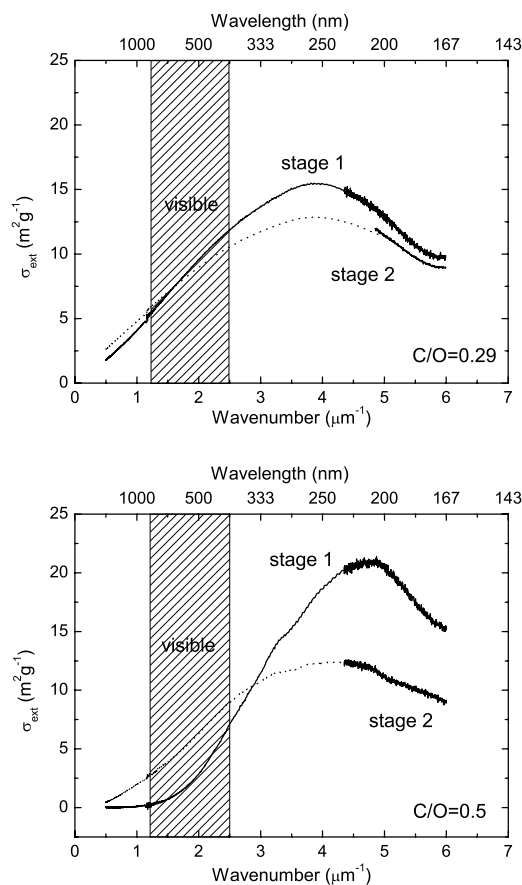 Wavelength (nm)
1000 500 333 250 200 167 143
25
20
15
10
5
0
σext (m²g⁻¹)
stage 1
visible
stage 2
C/O=0.29
0 1 2 3 4 5 6 7
Wavenumber (μm⁻¹)
Wavelength (nm)
1000 500 333 250 200 167 143
25
20
15
10
5
0
σext (m²g⁻¹)
stage 1
visible
stage 2
C/O=0.5
0 1 2 3 4 5 6 7
Wavenumber (μm⁻¹)